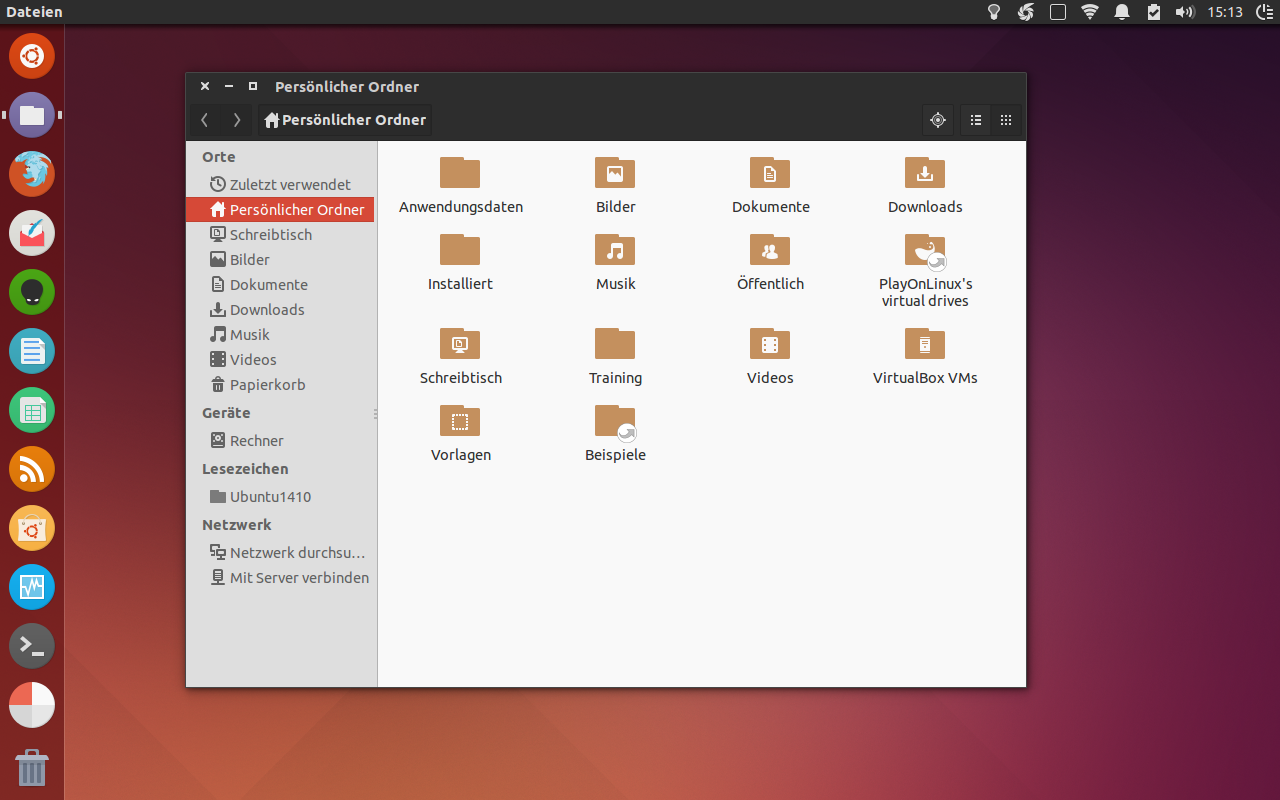 Dateien
15:13
Persönlicher Ordner
Persönlicher Ordner
Orte
Zuletzt verwendet
Persönlicher Ordner
Schreibtisch
Bilder
Dokumente
Downloads
Musik
Videos
Papierkorb
Geräte
Rechner
Lesezeichen
Ubuntu1410
Netzwerk
Netzwerk durchsu…
Mit Server verbinden
Anwendungsdaten
Bilder
Dokumente
Downloads
Installiert
Musik
Öffentlich
PlayOnLinux's
virtual drives
Schreibtisch
Training
Videos
VirtualBox VMs
Vorlagen
Beispiele